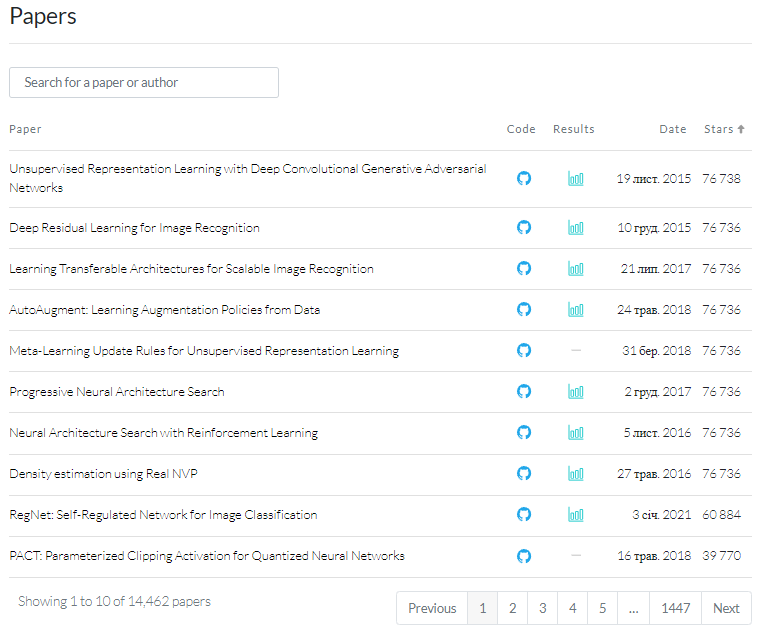 Papers
Search for a paper or author
Paper Code Results Date Stars
Unsupervised Representation Learning with Deep Convolutional Generative Adversarial
Networks 19 лист. 2015 76 738
Deep Residual Learning for Image Recognition 10 груд. 2015 76 736
Learning Transferable Architectures for Scalable Image Recognition 21 лип. 2017 76 736
AutoAugment: Learning Augmentation Policies from Data 24 трав. 2018 76 736
Meta-Learning Update Rules for Unsupervised Representation Learning — 31 бер. 2018 76 736
Progressive Neural Architecture Search 2 груд. 2017 76 736
Neural Architecture Search with Reinforcement Learning 5 лист. 2016 76 736
Density estimation using Real NVP 27 трав. 2016 76 736
RegNet: Self-Regulated Network for Image Classification 3 січ. 2021 60 884
PACT: Parameterized Clipping Activation for Quantized Neural Networks — 16 трав. 2018 39 770
Showing 1 to 10 of 14,462 papers Previous 1 2 3 4 5 ... 1447 Next